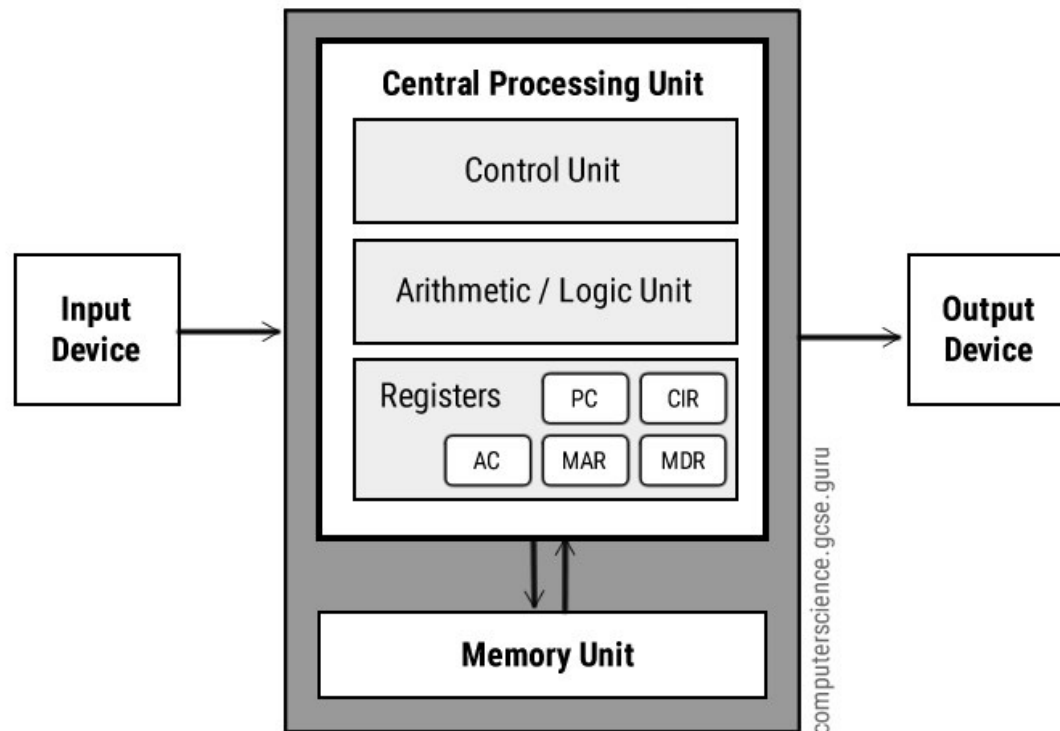 Central Processing Unit
Control Unit
Arithmetic / Logic Unit
Input
Device
Output
Device
Registers
PC
CIR
AC
MAR
MDR
Memory Unit
computerscience.gcse.guru